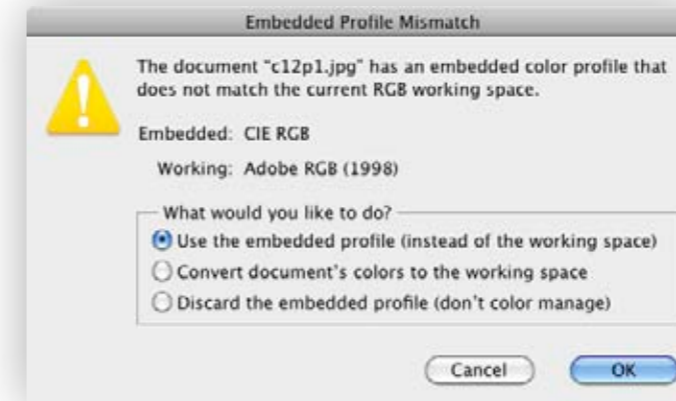 Embedded Profile Mismatch
The document "c12p1.jpg" has an embedded color profile that
does not match the current RGB working space.
Embedded: CIE RGB
Working: Adobe RGB (1998)
What would you like to do?
Use the embedded profile (instead of the working space)
Convert document's colors to the working space
Discard the embedded profile (don't color manage)
Cancel OK